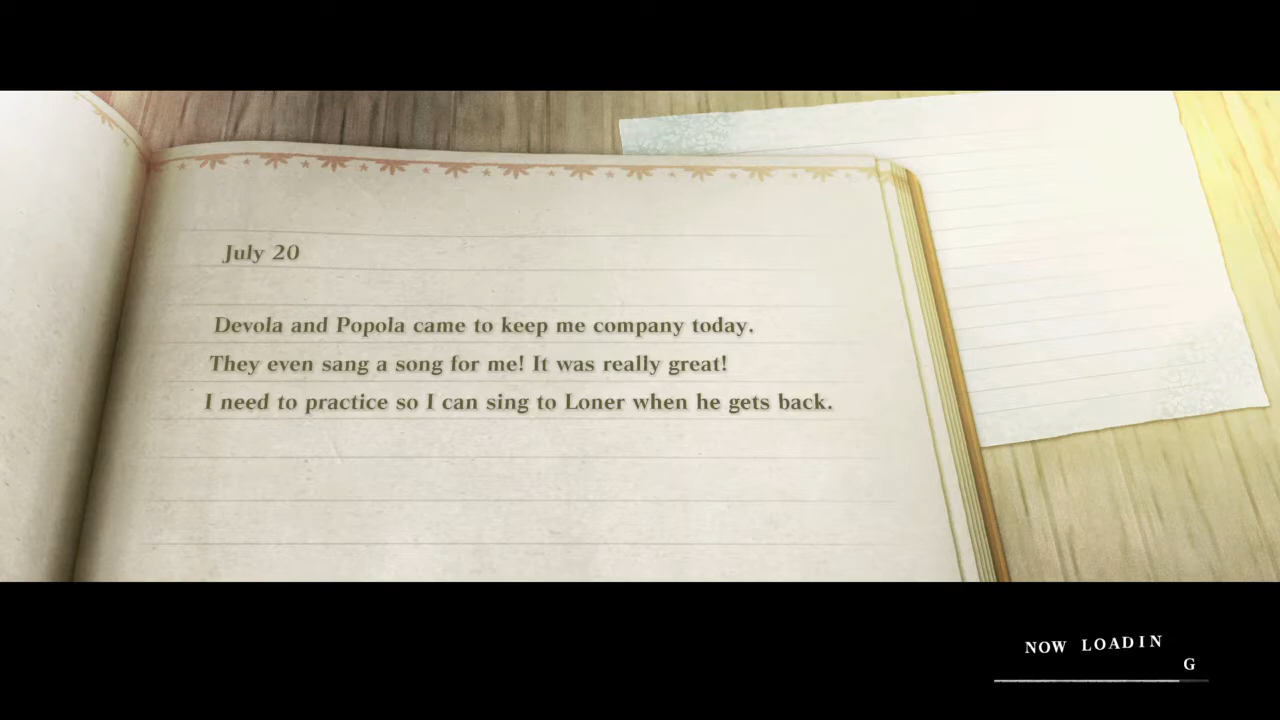 July 20
Devola and Popola came to keep me company today.
They even sang a song for me! It was really great!
I need to practice so I can sing to Loner when he gets back.
NOW LOADING